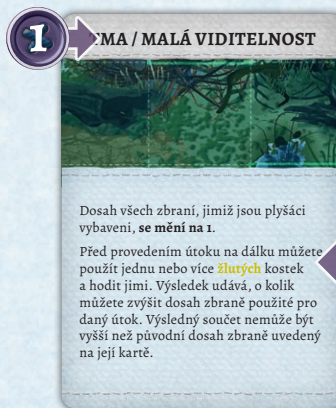 1
TMA / MALÁ VIDITELNOST
Dosah všech zbraní, jimiž jsou plyšáci
vybaveni, se mění na 1.
Před provedením útoku na dálku můžete
použít jednu nebo více žlutých kostek
a hodit jimi. Výsledek udává, o kolik
můžete zvýšit dosah zbraně použité pro
daný útok. Výsledný součet nemůže být
vyšší než původní dosah zbraně uvedený
na její kartě.